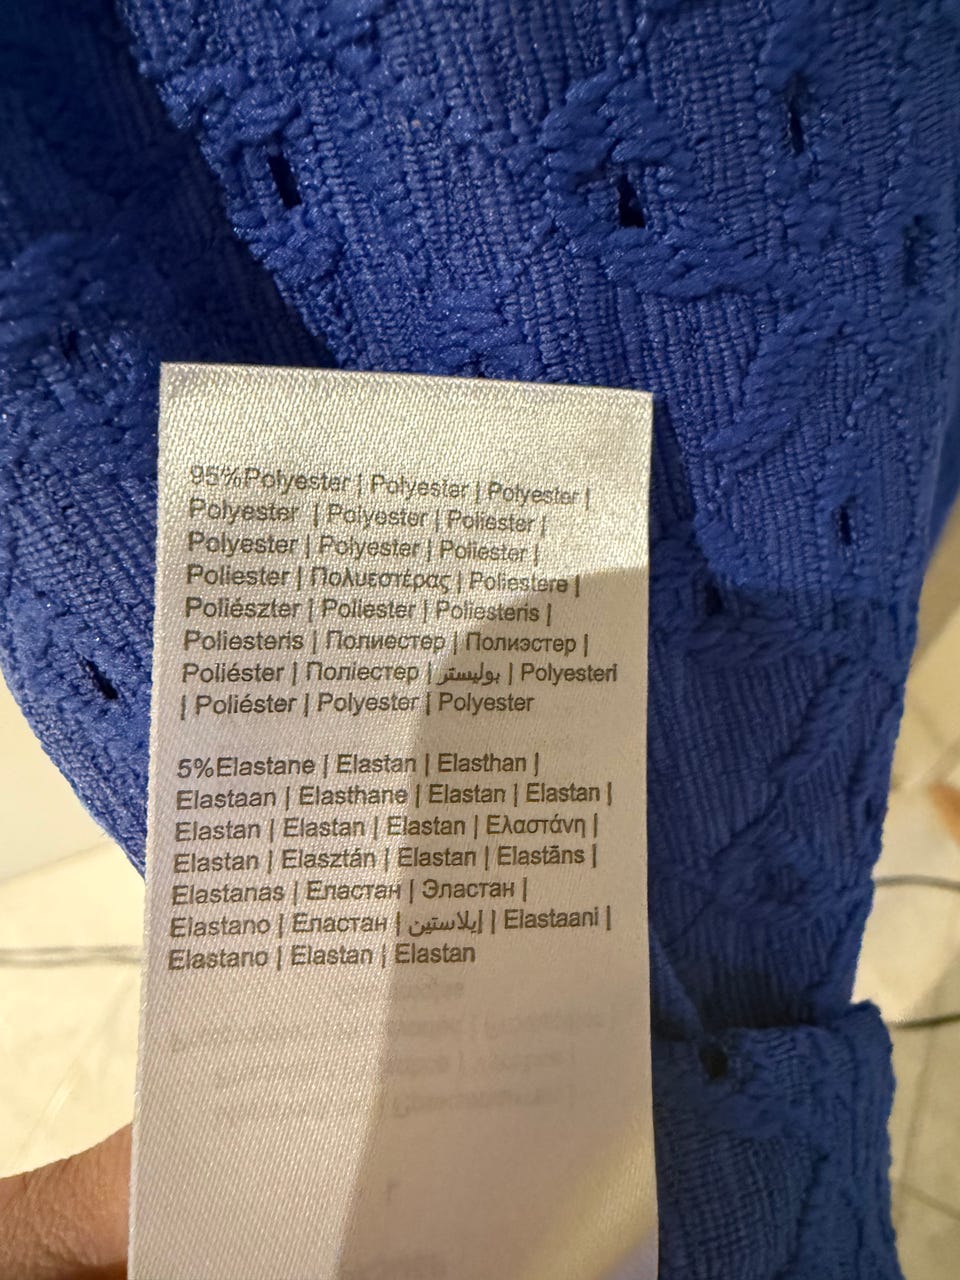 95%Polyester | Polyester | Polyester |
Polyester | Polyester | Poliester |
Polyester | Polyester | Poliester |
Poliester | Πολυεστέρας | Poliestere |
Poliészter | Poliester | Poliesteris |
Poliesteris | Полиестер | Полиэстер |
Poliéster | Поліестер | بوليستر | Polyesteri
| Poliéster | Polyester | Polyester
5%Elastane | Elastan | Elasthan |
Elastaan | Elasthane | Elastan | Elastan |
Elastan | Elastan | Elastan | Ελαστάνη |
Elastan | Elasztán | Elastan | Elastāns |
Elastanas | Еластан | Эластан |
Elastano | Еластан | إيلاستين | Elastaani |
Elastano | Elastan | Elastan